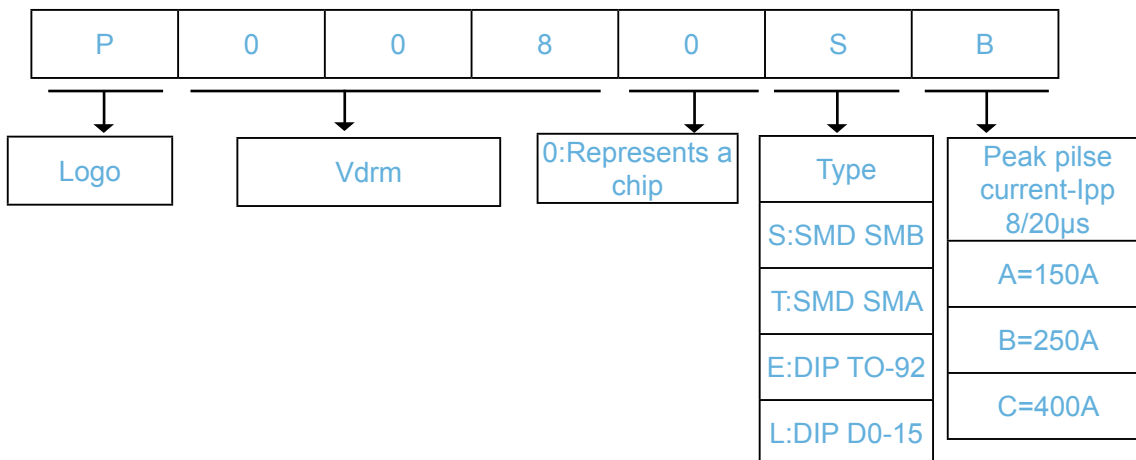 P 0 0 8 0 S B
Logo
Vdrm
0:Represents a
chip
Type
S:SMD SMB
T:SMD SMA
E:DIP TO-92
L:DIP D0-15
Peak pilse
current-Ipp
8/20µs
A=150A
B=250A
C=400A